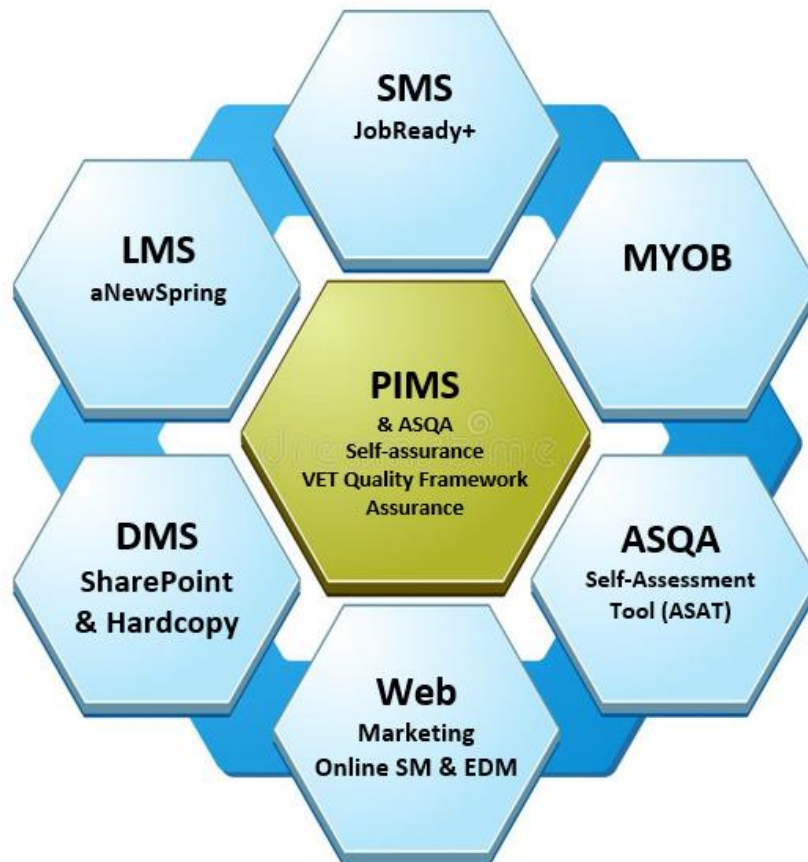 SMS
JobReady+
MYOB
LMS
aNewSpring
PIMS
& ASQA
Self-assurance
VET Quality Framework
Assurance
DMS
SharePoint
& Hardcopy
ASQA
Self-Assessment
Tool (ASAT)
Web
Marketing
Online SM & EDM